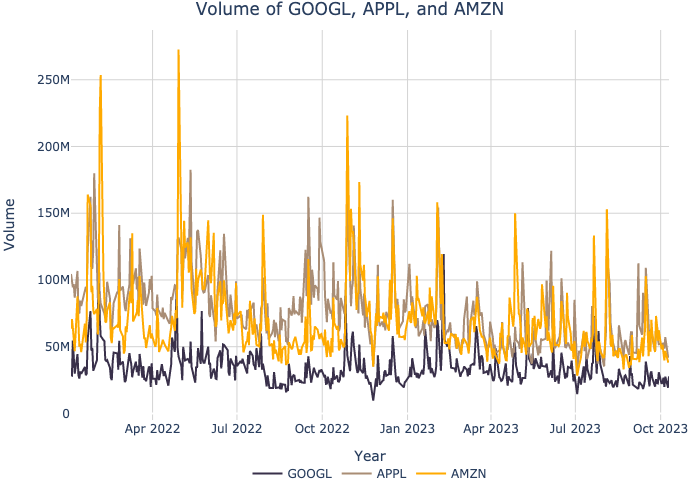 Volume of GOOGL, APPL, and AMZN
250M
200M
150M
100M
50M
0
Volume
Apr 2022
Jul 2022
Oct 2022
Jan 2023
Apr 2023
Jul 2023
Oct 2023
Year
GOOGL
APPL
AMZN